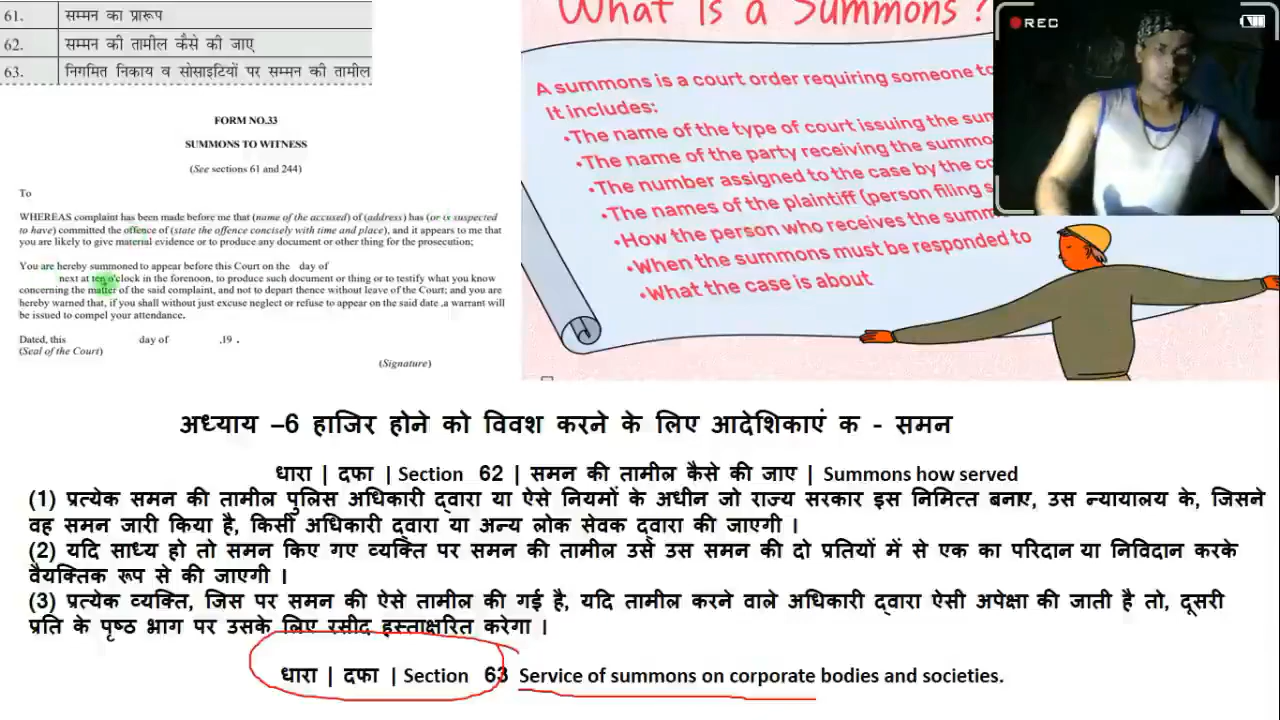 61. सम्मन का प्रारूप
62. सम्मन की तामील कैसे की जाए
63. निगमित निकाय व सोसाइटियों पर सम्मन की तामील
FORM NO.33
SUMMONS TO WITNESS
(See sections 61 and 244)
To
WHEREAS complaint has been made before me that (name of the accused) of (address) has (or is suspected
to have) committed the offence of (state the offence concisely with time and place), and it appears to me that
you are likely to give material evidence or to produce any document or other thing for the prosecution;
You are hereby summoned to appear before this Court on the day of
next at ten o'clock in the forenoon, to produce such document or thing or to testify what you know
concerning the matter of the said complaint, and not to depart thence without leave of the Court; and you are
hereby warned that, if you shall without just excuse neglect or refuse to appear on the said date ,a warrant will
be issued to compel your attendance.
Dated, this day of ,19 .
(Seal of the Court)
(Signature)
What is a Summons?
A summons is a court order requiring someone to
It includes:
•The name of the type of court issuing the sum
•The name of the party receiving the summo
•The number assigned to the case by the co
•The names of the plaintiff (person filing s
•How the person who receives the summ
•When the summons must be responded to
•What the case is about
REC
अध्याय –6 हाजिर होने को विवश करने के लिए आदेशिकाएं क - समन
धारा | दफा | Section 62 | समन की तामील कैसे की जाए | Summons how served
(1) प्रत्येक समन की तामील पुलिस अधिकारी द्वारा या ऐसे नियमों के अधीन जो राज्य सरकार इस निमित्त बनाए, उस न्यायालय के, जिसने
वह समन जारी किया है, किसी अधिकारी द्वारा या अन्य लोक सेवक द्वारा की जाएगी ।
(2) यदि साध्य हो तो समन किए गए व्यक्ति पर समन की तामील उसे उस समन की दो प्रतियों में से एक का परिदान या निविदान करके
वैयक्तिक रूप से की जाएगी ।
(3) प्रत्येक व्यक्ति, जिस पर समन की ऐसे तामील की गई है, यदि तामील करने वाले अधिकारी द्वारा ऐसी अपेक्षा की जाती है तो, दूसरी
प्रति के पृष्ठ भाग पर उसके लिए रसीद हस्ताक्षरित करेगा ।
धारा | दफा | Section 63 Service of summons on corporate bodies and societies.